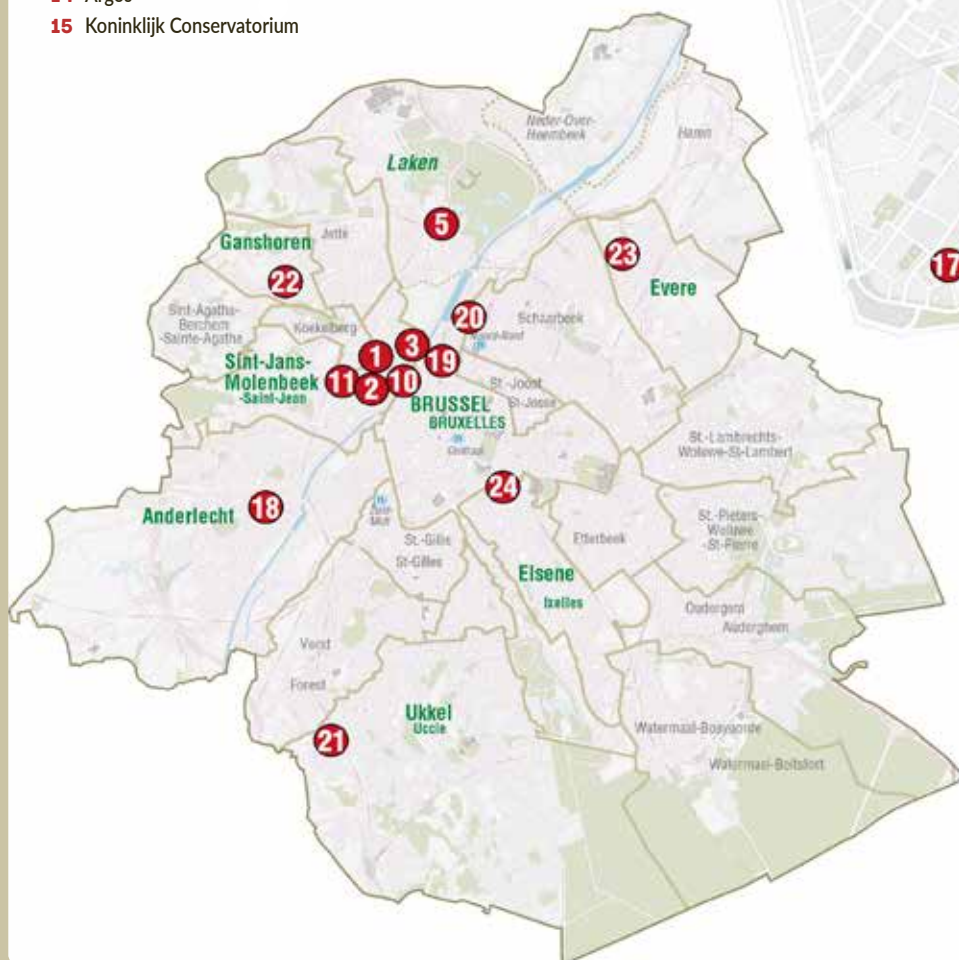 15 Koninklijk Conservatorium
Neder-Over-
Heembeek
Haren
Laken
5
Ganshoren
Jette
22
23
Evere
17
Sint-Agatha-
Berchem
-Sainte-Agathe
Koekelberg
20
Schaarbeek
1
3
19
Sint-Jans-
Molenbeek
-Saint-Jean
11
2
10
BRUSSEL
BRUXELLES
St.-Joost
St-Josse
St.-Lambrechts-
Woluwe-St-Lambert
24
18
Anderlecht
St.-Gillis
St-Gilles
Etterbeek
St.-Pieters-
Woluwe
-St-Pierre
Elsene
Ixelles
Oudergem
Auderghem
Vorst
Forest
Ukkel
Uccle
21
Watermaal-Bosvoorde
Watermael-Boitsfort